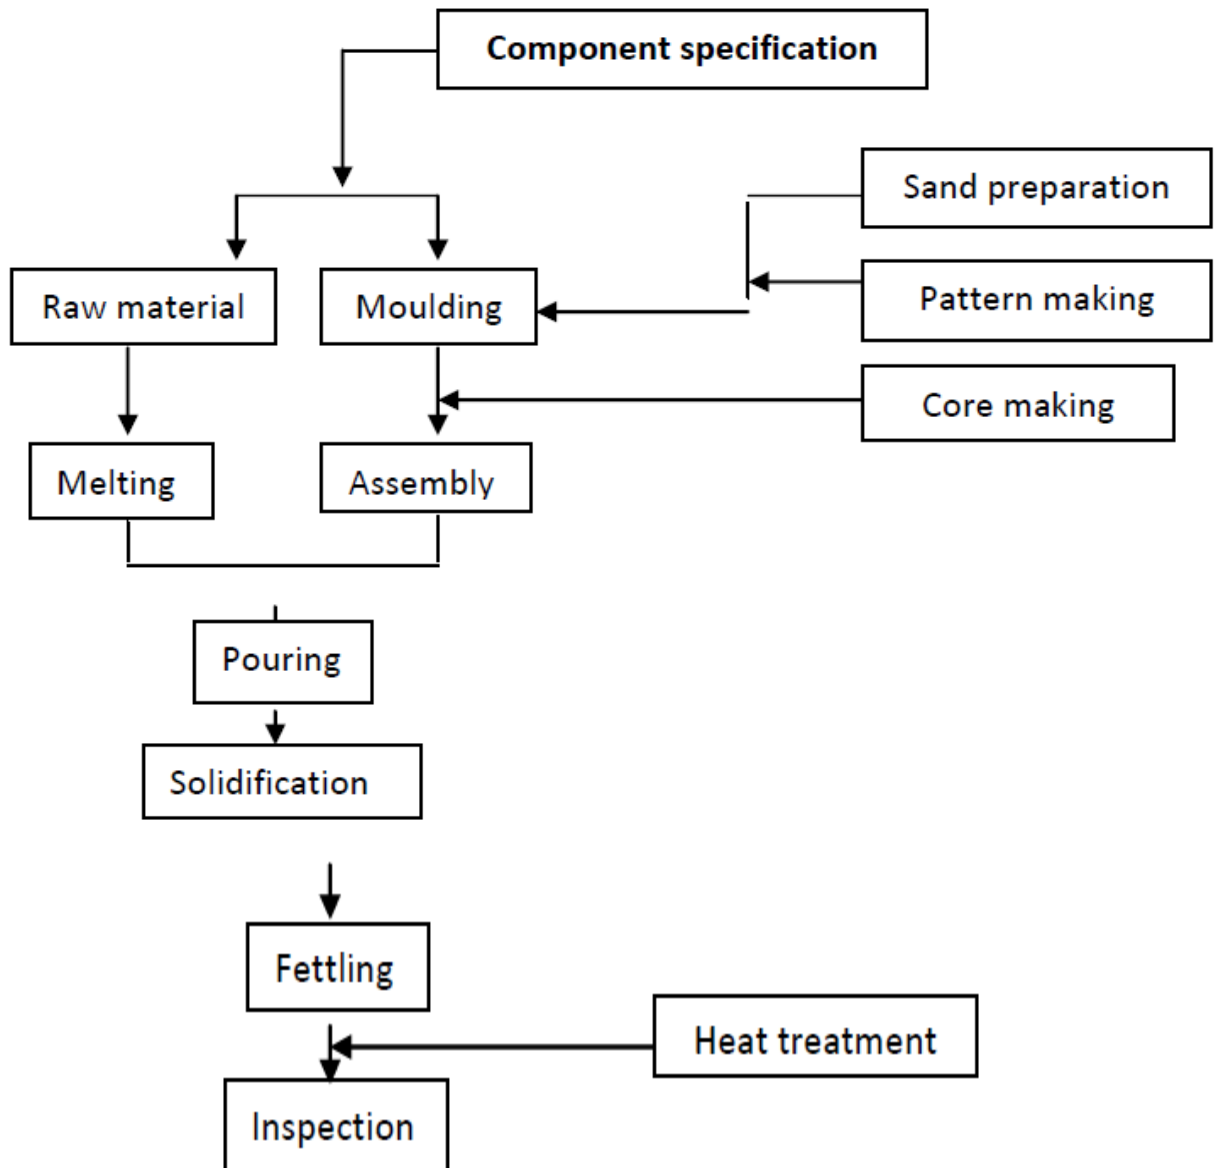 Component specification
Sand preparation
Raw material
Moulding
Pattern making
Core making
Melting
Assembly
Pouring
Solidification
Fettling
Heat treatment
Inspection